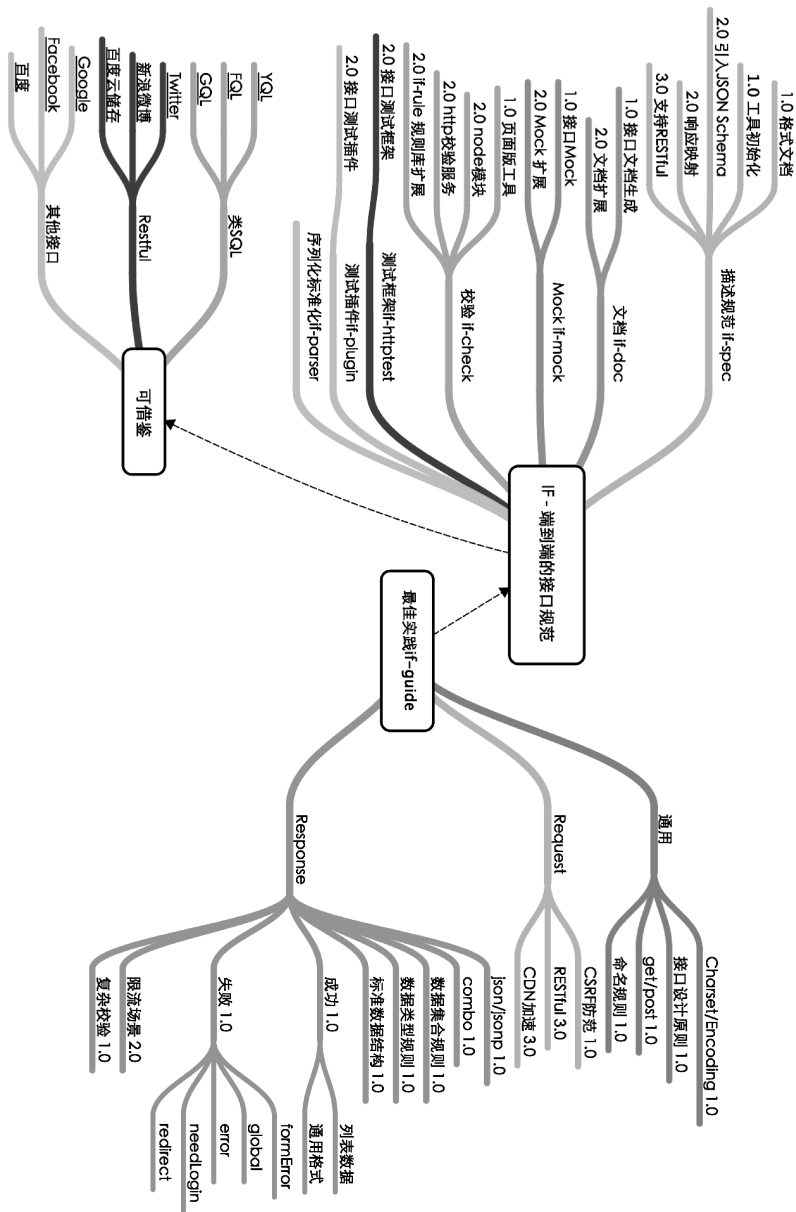 IF - 端到端的接口规范
描述规范 if-spec
1.0 格式文档
1.0 工具初始化
2.0 引入JSON Schema
2.0 响应映射
3.0 支持RESTful
文档 if-doc
1.0 接口文档生成
2.0 文档扩展
Mock if-mock
1.0 接口Mock
2.0 Mock 扩展
校验 if-check
1.0 页面版工具
2.0 node模块
2.0 http校验服务
2.0 if-rule 规则库扩展
测试框架if-httptest
2.0 接口测试框架
测试插件if-plugin
2.0 接口测试插件
序列化标准化if-parser
可借鉴
类SQL
YQL
FQL
GQL
Restful
Twitter
新浪微博
百度云储存
其他接口
Google
Facebook
百度
最佳实践if-guide
通用
Charset/Encoding 1.0
接口设计原则 1.0
get/post 1.0
命名规则 1.0
Request
CSRF防范 1.0
RESTful 3.0
CDN加速 3.0
Response
json/jsonp 1.0
combo 1.0
数据集合规则 1.0
数据类型规则 1.0
标准数据结构 1.0
成功 1.0
列表数据
通用格式
失败 1.0
formError
global
error
needLogin
redirect
限流场景 2.0
复杂校验 1.0